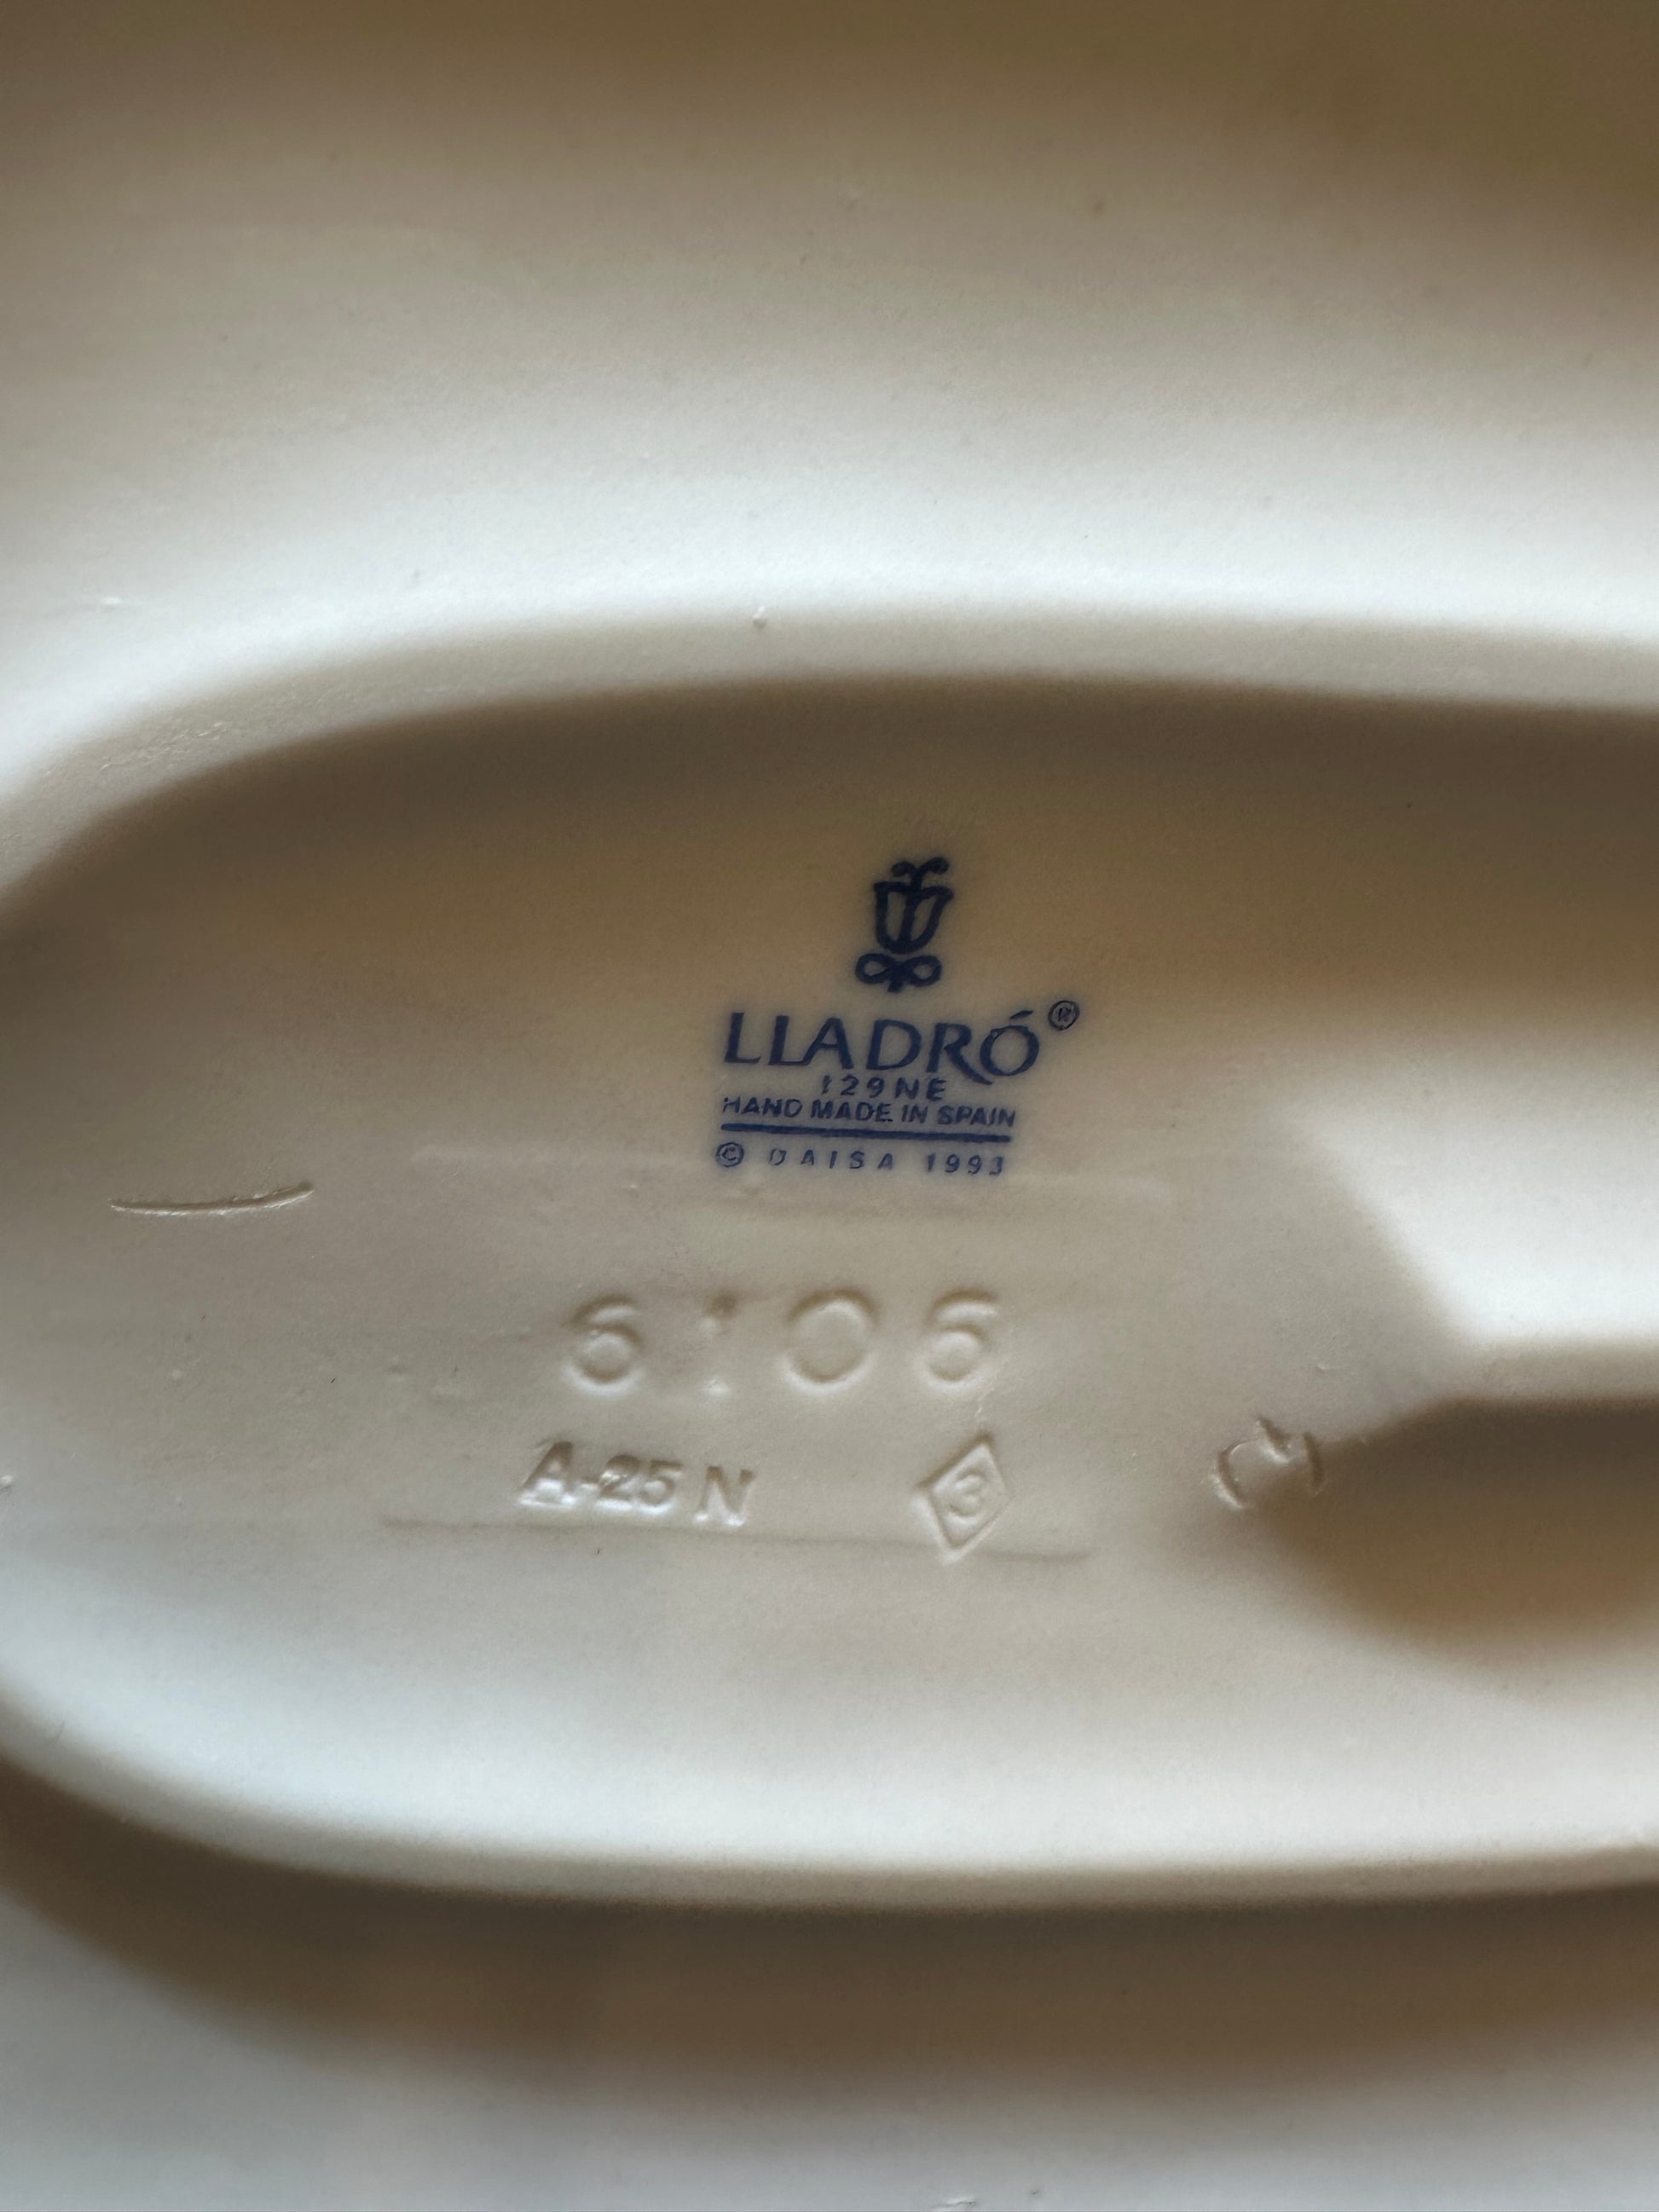 LLADRÓ®
129NE
HAND MADE IN SPAIN
© DAISA 1993
6106
A-25 N
3